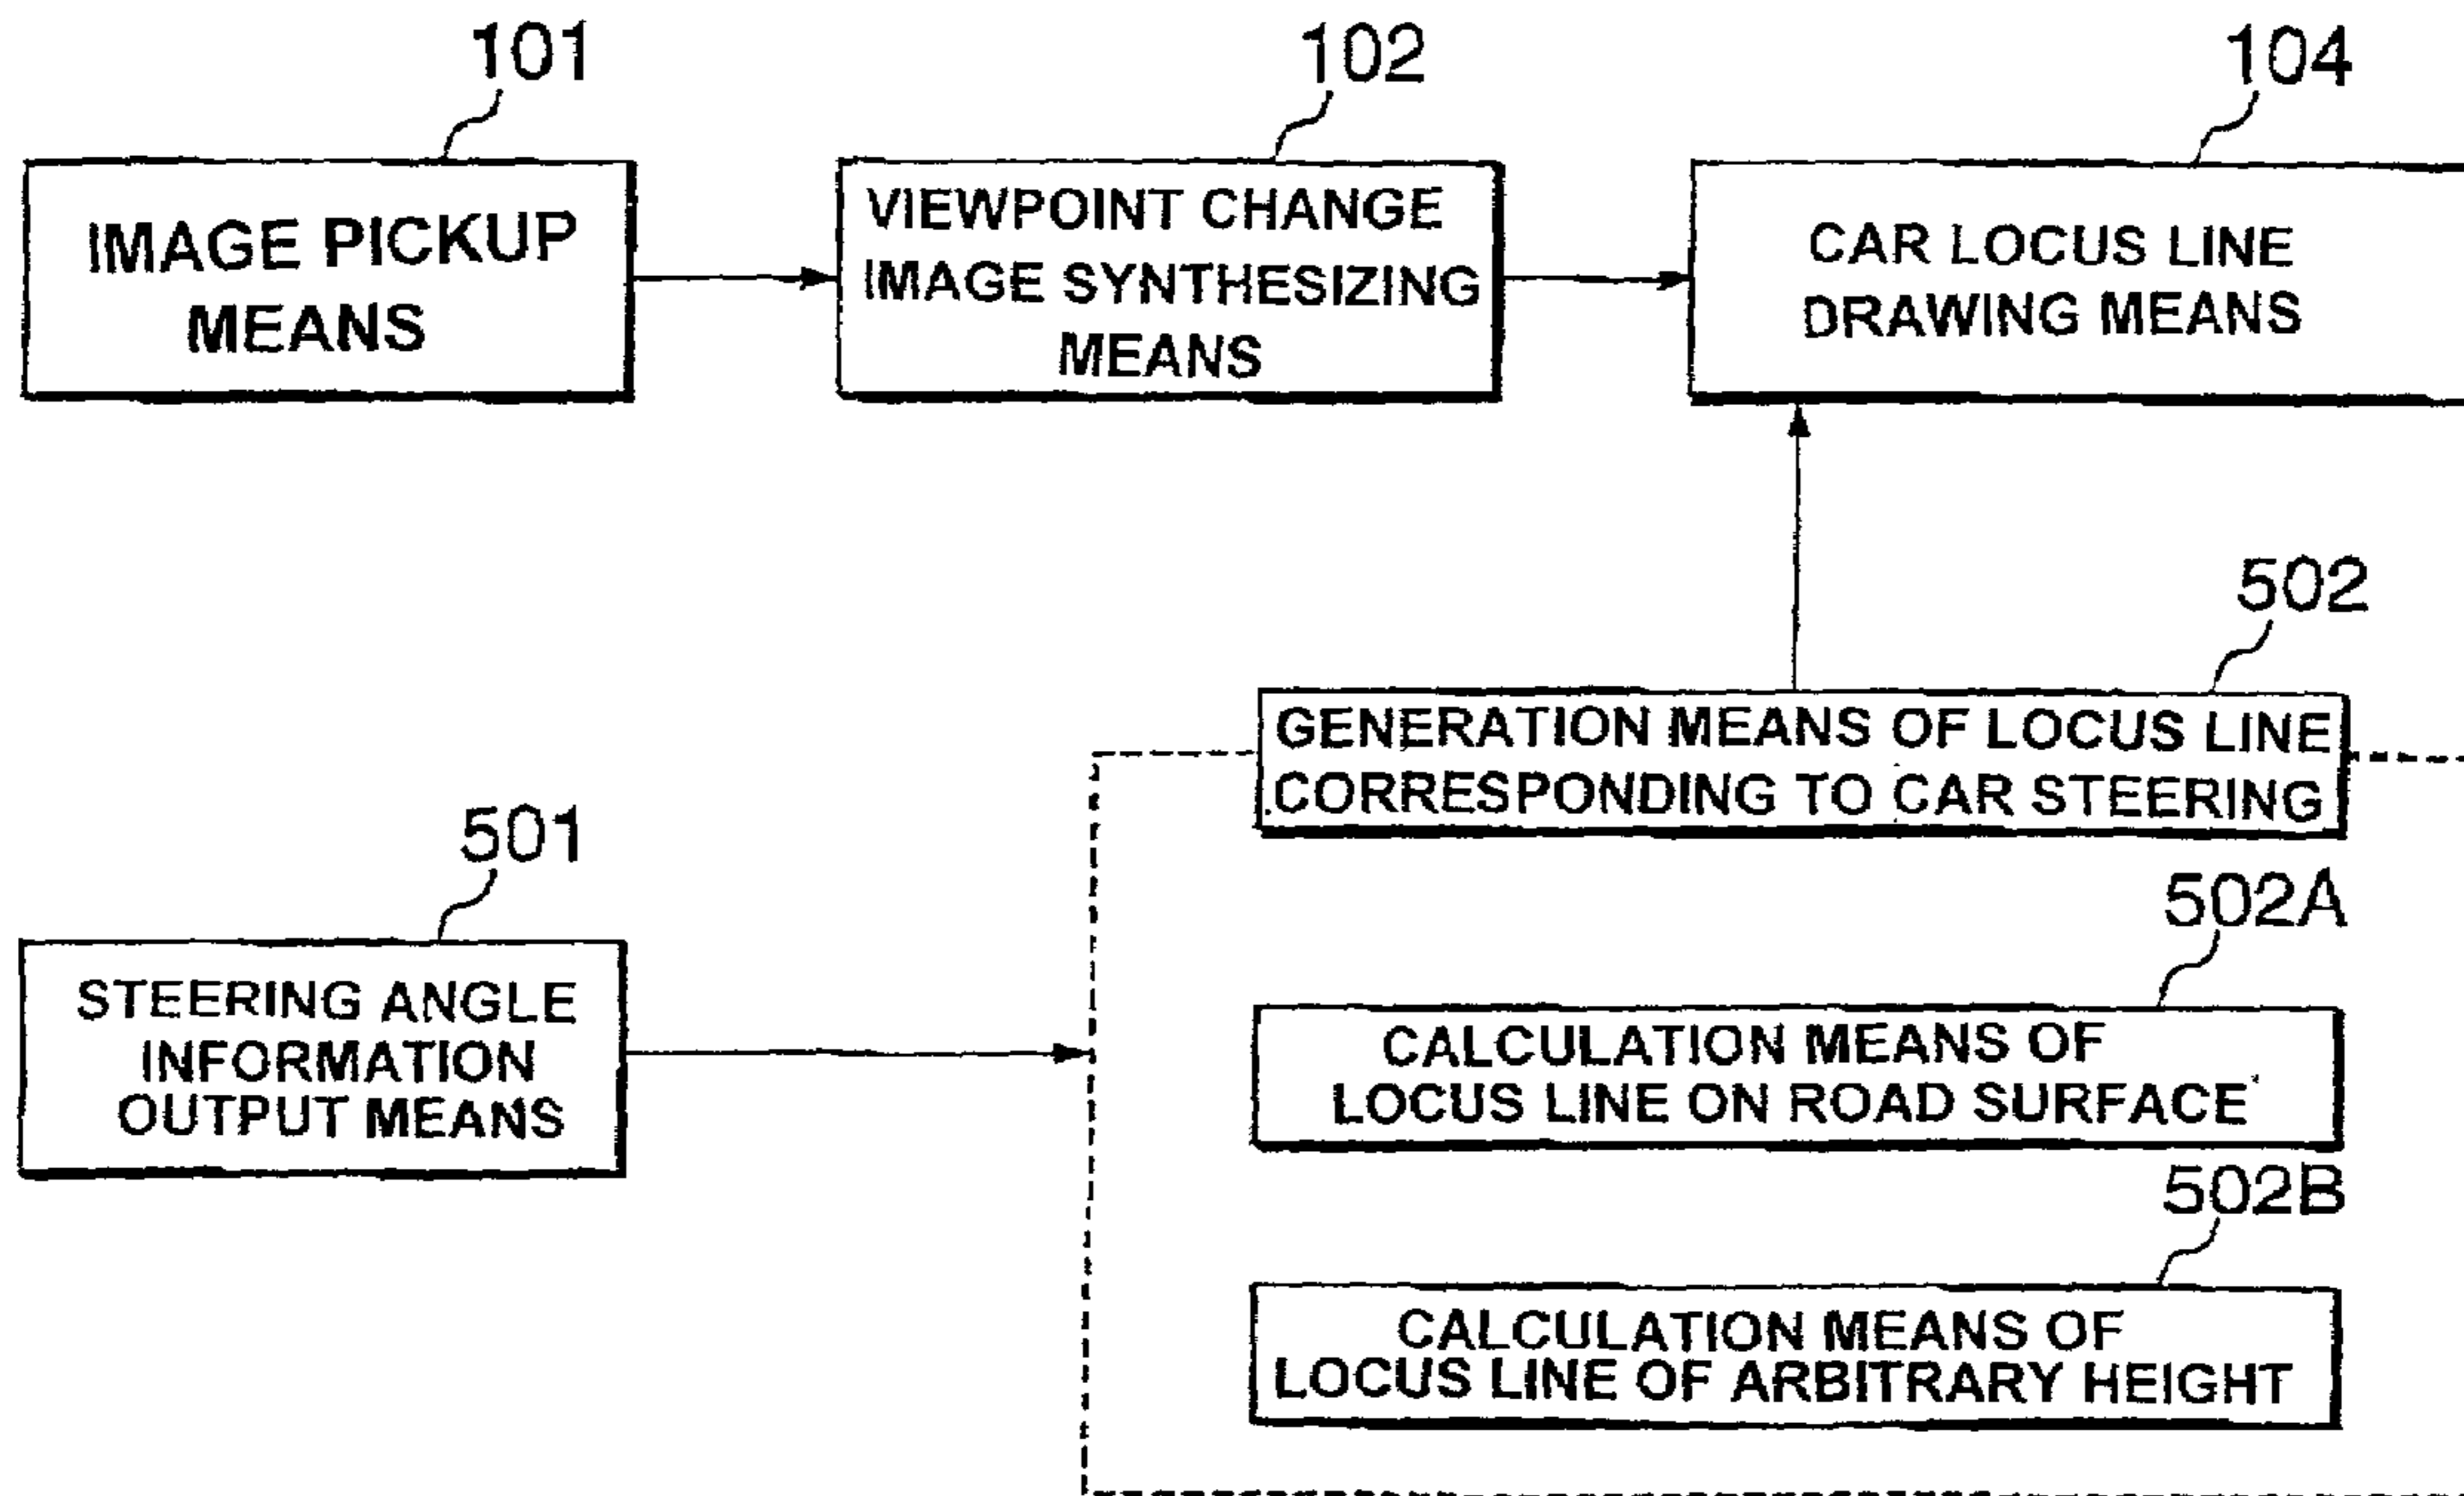 101
IMAGE PICKUP
MEANS
102
VIEWPOINT CHANGE
IMAGE SYNTHESIZING
MEANS
104
CAR LOCUS LINE
DRAWING MEANS
502
GENERATION MEANS OF LOCUS LINE
CORRESPONDING TO CAR STEERING
501
STEERING ANGLE
INFORMATION
OUTPUT MEANS
502A
CALCULATION MEANS OF
LOCUS LINE ON ROAD SURFACE
502B
CALCULATION MEANS OF
LOCUS LINE OF ARBITRARY HEIGHT